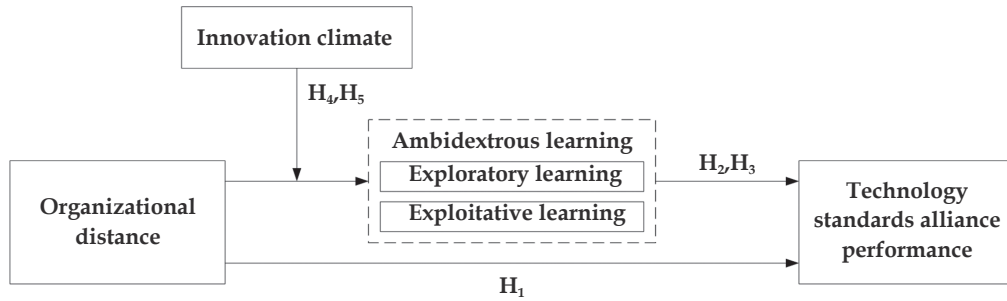 Innovation climate
H₄,H₅
Ambidextrous learning
Exploratory learning
Exploitative learning
H₂,H₃
Organizational
distance
Technology
standards alliance
performance
H₁